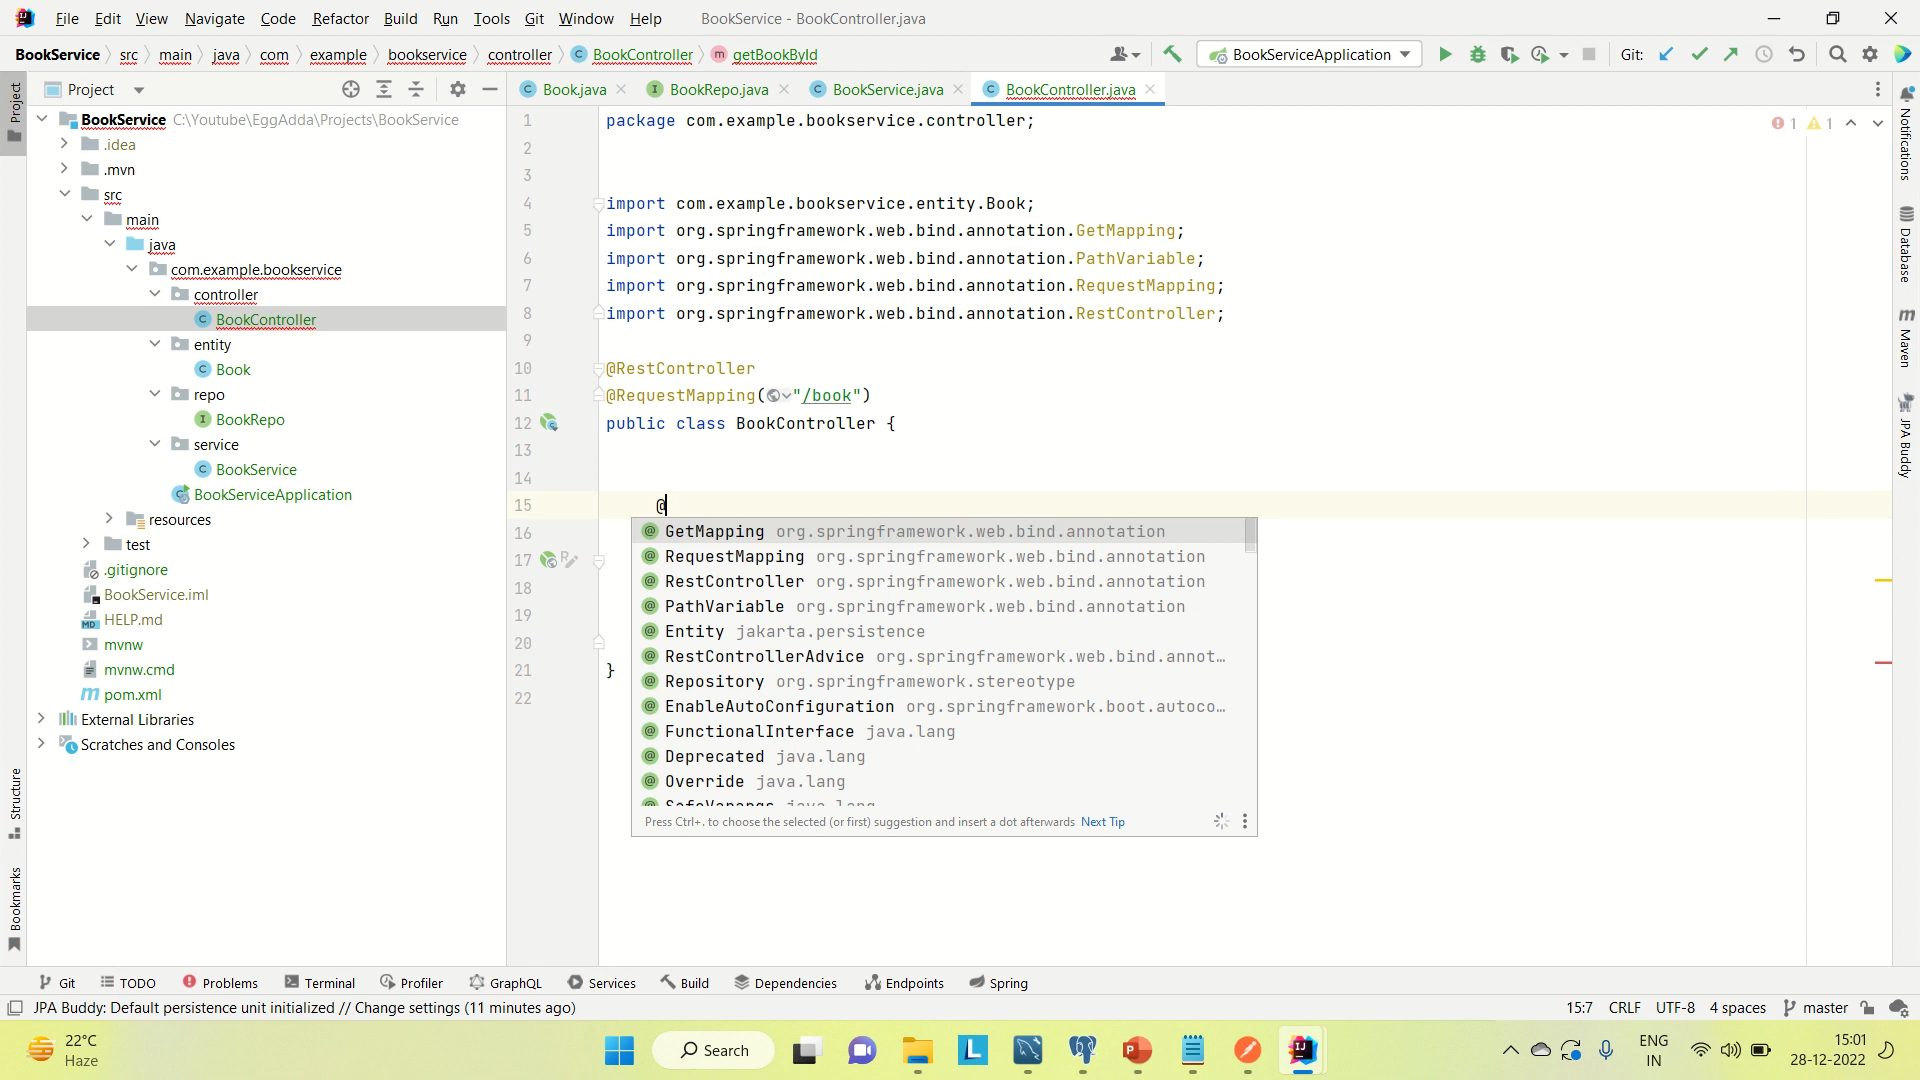 File Edit View Navigate Code Refactor Build Run Tools Git Window Help BookService - BookController.java
BookService src main java com example bookservice controller BookController getBookById BookServiceApplication Git:
Project
Book.java BookRepo.java BookService.java BookController.java
BookService C:\Youtube\EggAdda\Projects\BookService
.idea
.mvn
src
main
java
com.example.bookservice
controller
BookController
entity
Book
repo
BookRepo
service
BookService
BookServiceApplication
resources
test
.gitignore
BookService.iml
HELP.md
mvnw
mvnw.cmd
pom.xml
External Libraries
Scratches and Consoles
Project
Structure
Bookmarks
1 package com.example.bookservice.controller;
2
3
4 import com.example.bookservice.entity.Book;
5 import org.springframework.web.bind.annotation.GetMapping;
6 import org.springframework.web.bind.annotation.PathVariable;
7 import org.springframework.web.bind.annotation.RequestMapping;
8 import org.springframework.web.bind.annotation.RestController;
9
10 @RestController
11 @RequestMapping("/book")
12 public class BookController {
13
14
15 @
16
17
18
19
20
21 }
22
1 1
@ GetMapping org.springframework.web.bind.annotation
@ RequestMapping org.springframework.web.bind.annotation
@ RestController org.springframework.web.bind.annotation
@ PathVariable org.springframework.web.bind.annotation
@ Entity jakarta.persistence
@ RestControllerAdvice org.springframework.web.bind.annot…
@ Repository org.springframework.stereotype
@ EnableAutoConfiguration org.springframework.boot.autoco…
@ FunctionalInterface java.lang
@ Deprecated java.lang
@ Override java.lang
@ SafeVarargs java.lang
Press Ctrl+. to choose the selected (or first) suggestion and insert a dot afterwards Next Tip
Notifications
Database
Maven
JPA Buddy
Git TODO Problems Terminal Profiler GraphQL Services Build Dependencies Endpoints Spring
JPA Buddy: Default persistence unit initialized // Change settings (11 minutes ago) 15:7 CRLF UTF-8 4 spaces master
22°C
Haze
Search
ENG
IN
15:01
28-12-2022